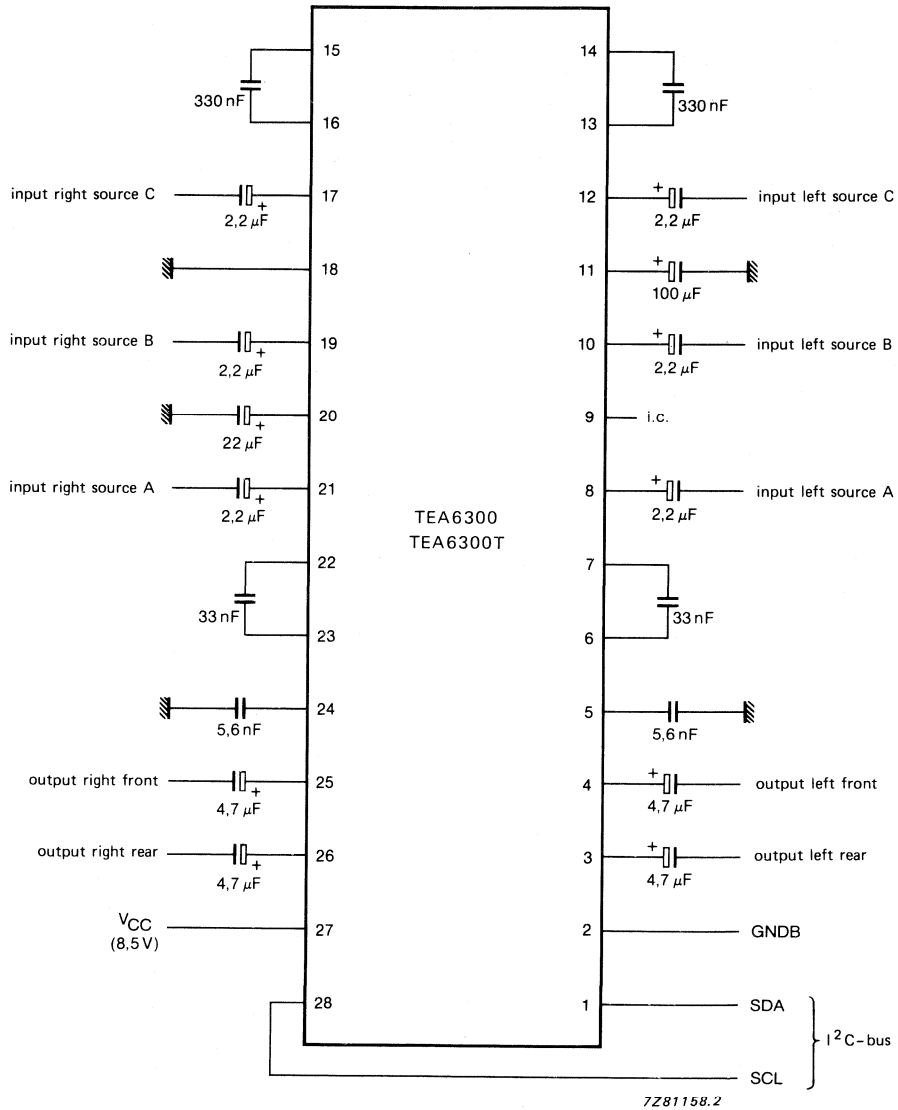 15
14
330 nF
330 nF
16
13
input right source C
17
12
input left source C
+
+
2,2 µF
2,2 µF
18
11
+
100 µF
input right source B
19
10
input left source B
+
+
2,2 µF
2,2 µF
20
9
i.c.
+
22 µF
input right source A
21
8
input left source A
+
+
2,2 µF
2,2 µF
TEA6300
TEA6300T
22
7
33 nF
33 nF
23
6
24
5
5,6 nF
5,6 nF
output right front
25
4
output left front
+
+
4,7 µF
4,7 µF
output right rear
26
3
output left rear
+
+
4,7 µF
4,7 µF
VCC
(8,5 V)
27
2
GNDB
28
1
SDA
I²C-bus
SCL
7Z81158.2